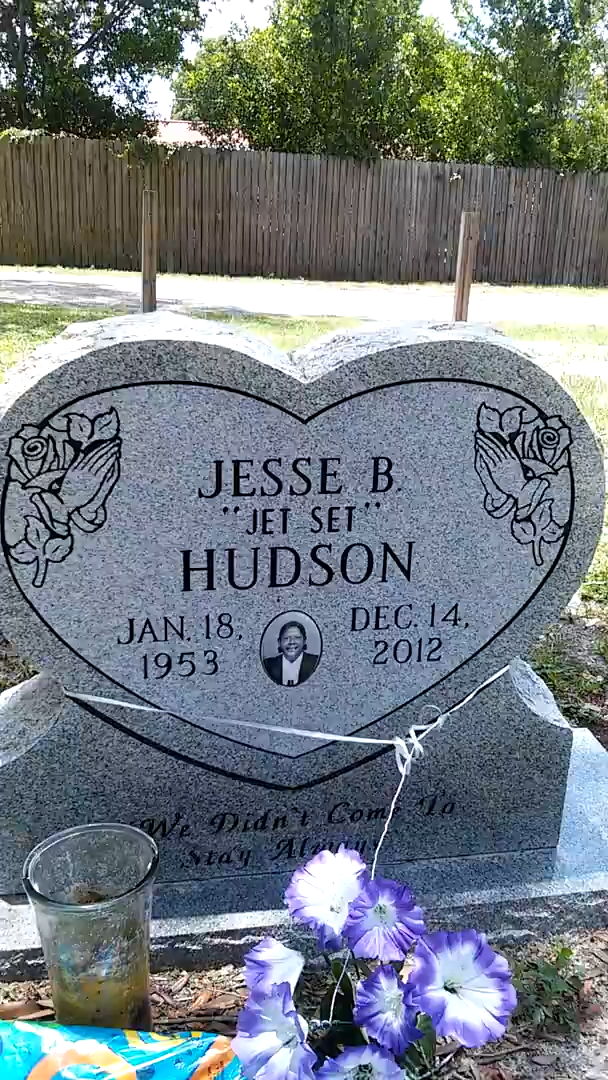 JESSE B.
"JET SET"
HUDSON
JAN. 18,
1953
DEC. 14,
2012
We Didn't Come To
Stay Always